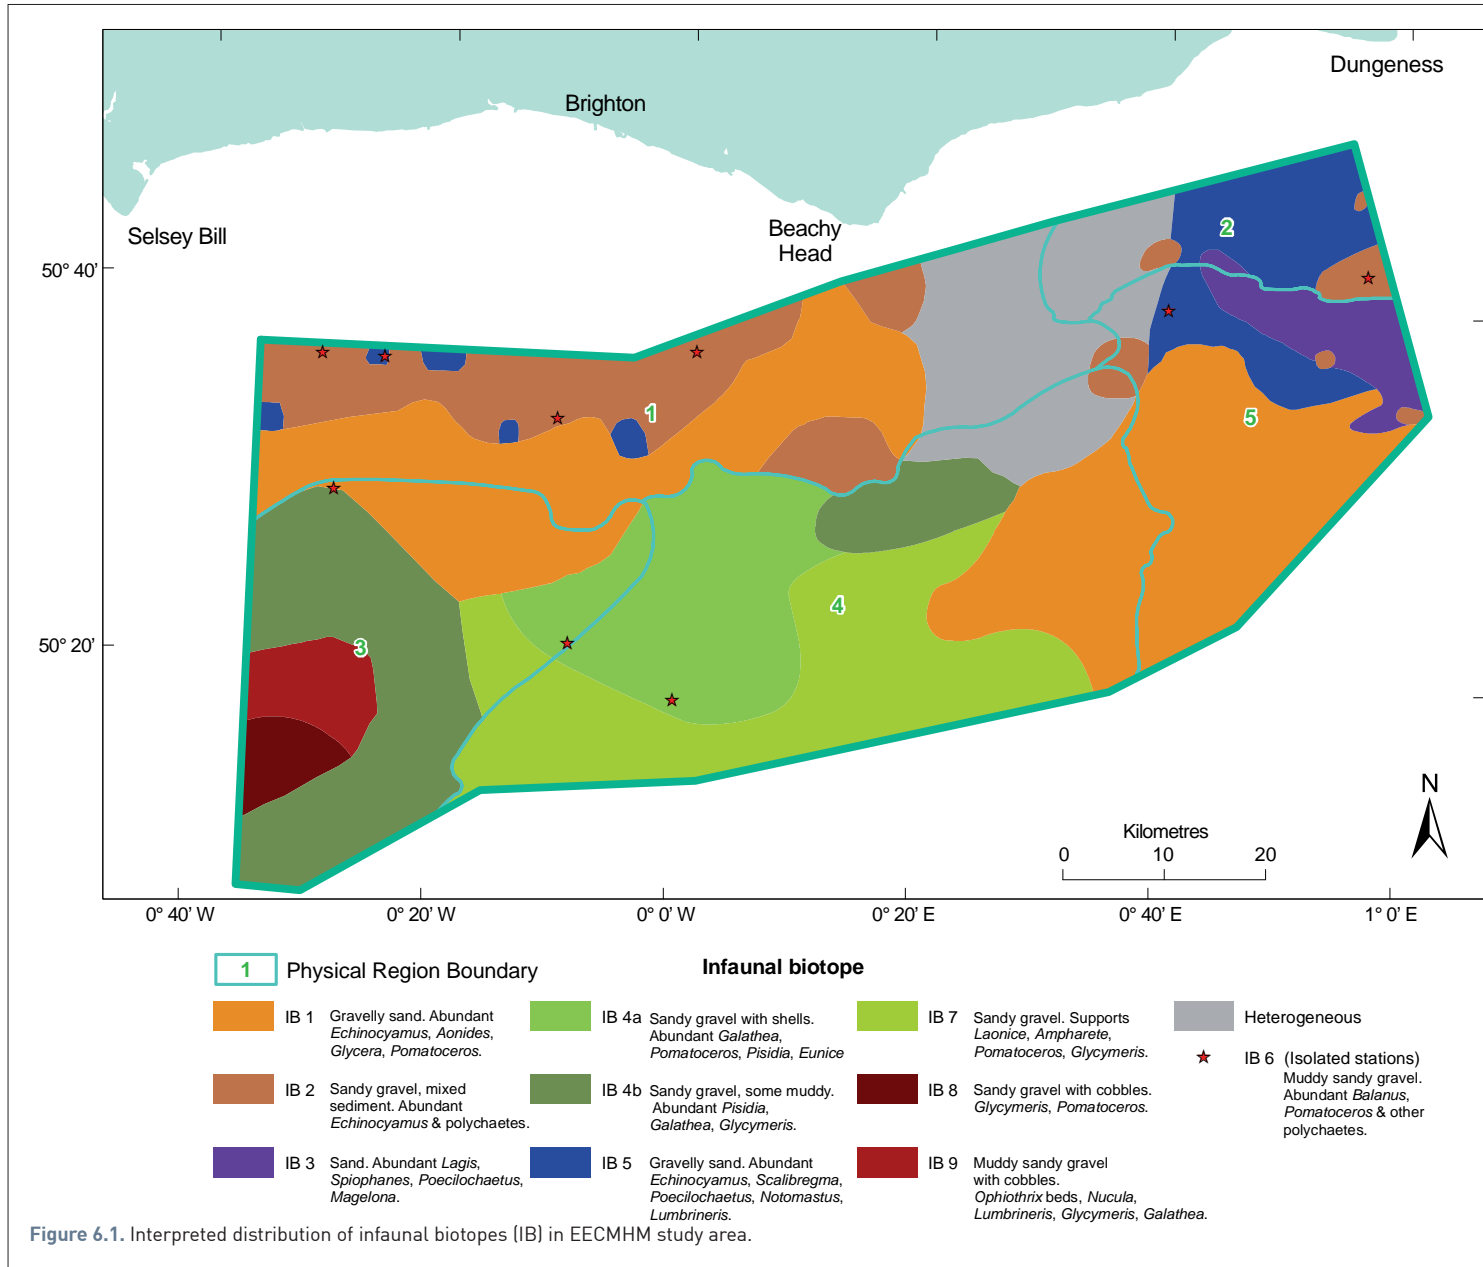 Dungeness
Brighton
Selsey Bill
Beachy
Head
50° 40'
50° 20'
1
2
3
4
5
N
Kilometres
0 10 20
0° 40' W 0° 20' W 0° 0' W 0° 20' E 0° 40' E 1° 0' E
1 Physical Region Boundary
Infaunal biotope
IB 1 Gravelly sand. Abundant
Echinocyamus, Aonides,
Glycera, Pomatoceros.
IB 2 Sandy gravel, mixed
sediment. Abundant
Echinocyamus & polychaetes.
IB 3 Sand. Abundant Lagis,
Spiophanes, Poecilochaetus,
Magelona.
IB 4a Sandy gravel with shells.
Abundant Galathea,
Pomatoceros, Pisidia, Eunice
IB 4b Sandy gravel, some muddy.
Abundant Pisidia,
Galathea, Glycymeris.
IB 5 Gravelly sand. Abundant
Echinocyamus, Scalibregma,
Poecilochaetus, Notomastus,
Lumbrineris.
IB 7 Sandy gravel. Supports
Laonice, Ampharete,
Pomatoceros, Glycymeris.
IB 8 Sandy gravel with cobbles.
Glycymeris, Pomatoceros.
IB 9 Muddy sandy gravel
with cobbles.
Ophiothrix beds, Nucula,
Lumbrineris, Glycymeris, Galathea.
Heterogeneous
IB 6 (Isolated stations)
Muddy sandy gravel.
Abundant Balanus,
Pomatoceros & other
polychaetes.
Figure 6.1. Interpreted distribution of infaunal biotopes (IB) in EECMHM study area.